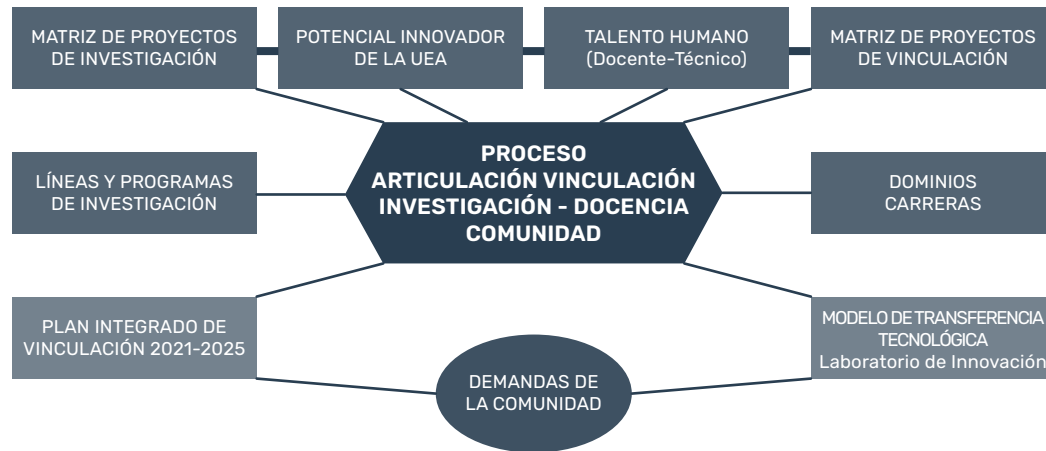 MATRIZ DE PROYECTOS
DE INVESTIGACIÓN
POTENCIAL INNOVADOR
DE LA UEA
TALENTO HUMANO
(Docente-Técnico)
MATRIZ DE PROYECTOS
DE VINCULACIÓN
PROCESO
ARTICULACIÓN VINCULACIÓN
INVESTIGACIÓN - DOCENCIA
COMUNIDAD
LÍNEAS Y PROGRAMAS
DE INVESTIGACIÓN
DOMINIOS
CARRERAS
PLAN INTEGRADO DE
VINCULACIÓN 2021-2025
MODELO DE TRANSFERENCIA
TECNOLÓGICA
Laboratorio de Innovación
DEMANDAS DE
LA COMUNIDAD